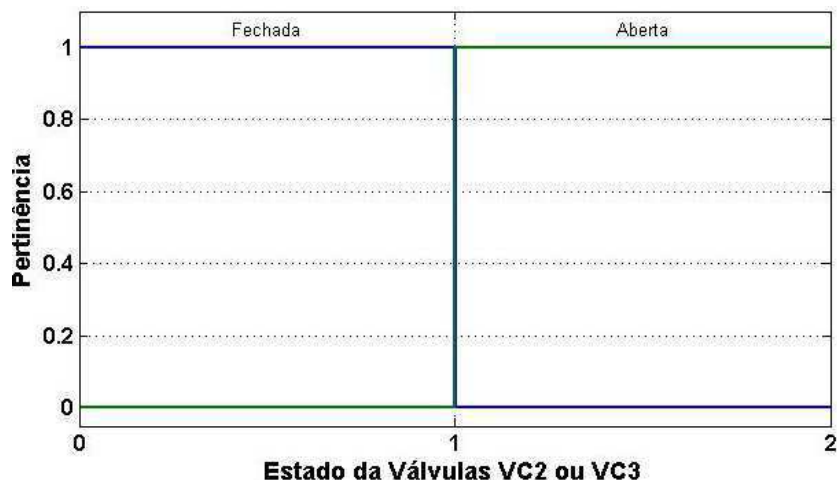 Fechada Aberta
1
0.8
0.6
0.4
0.2
0
Pertinência
0 1 2
Estado da Válvulas VC2 ou VC3